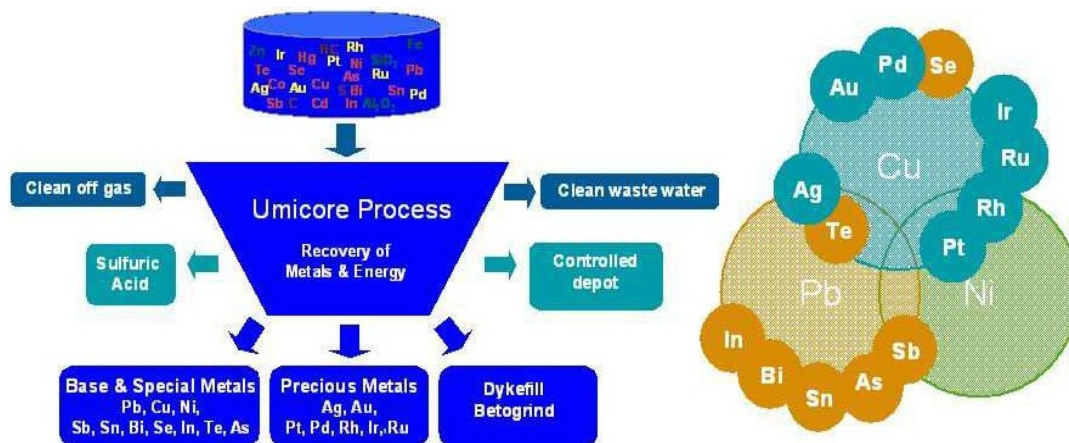 Zn Ir Hg HC Rh Fe
Pt Ni SiO2
Te Se As Ru Pb
Ag Co Au Cu S Bi Sn Pd
Sb C Cd In Al2O3
Clean off gas
Umicore Process
Clean waste water
Recovery of
Metals & Energy
Sulfuric
Acid
Controlled
depot
Base & Special Metals
Pb, Cu, Ni,
Sb, Sn, Bi, Se, In, Te, As
Precious Metals
Ag, Au,
Pt, Pd, Rh, Ir,Ru
Dykefill
Betogrind
Pd
Se
Au
Ir
Cu
Ru
Ag
Rh
Te
Pt
Pb
Ni
In
Sb
Bi
As
Sn